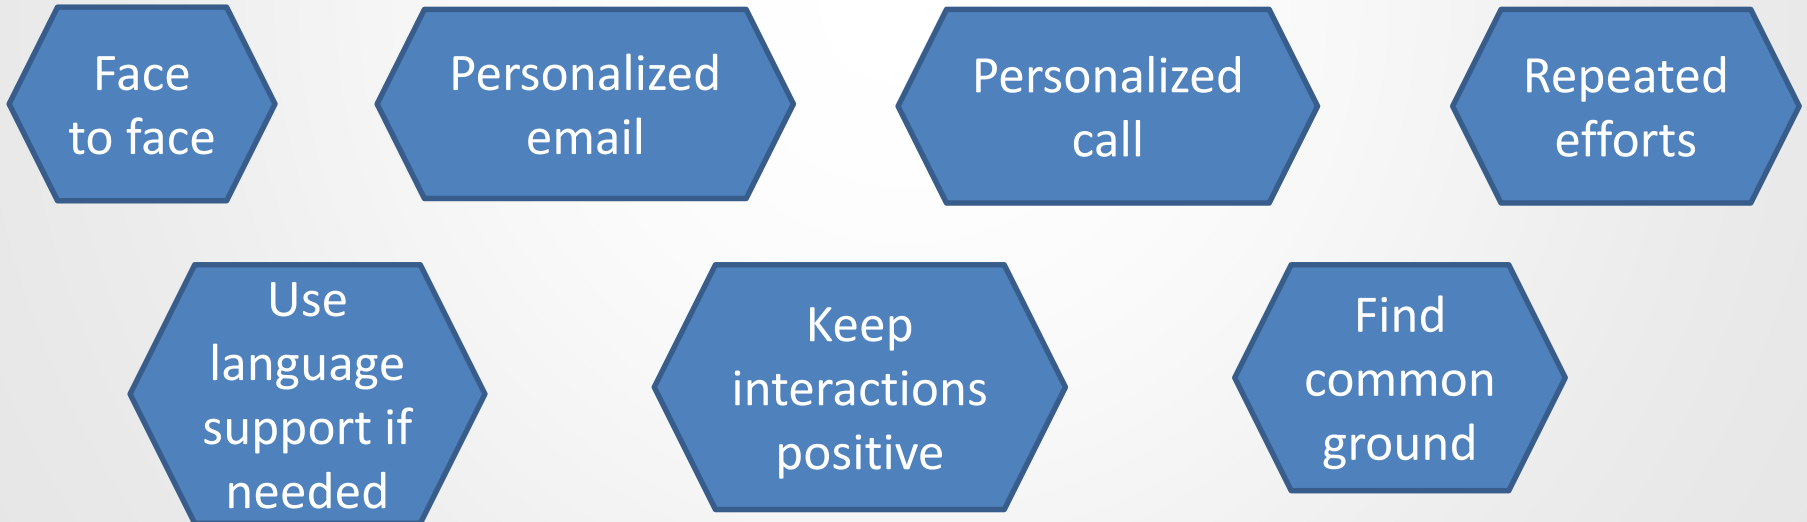 Face
to face
Personalized
email
Personalized
call
Repeated
efforts
Use
language
support if
needed
Keep
interactions
positive
Find
common
ground